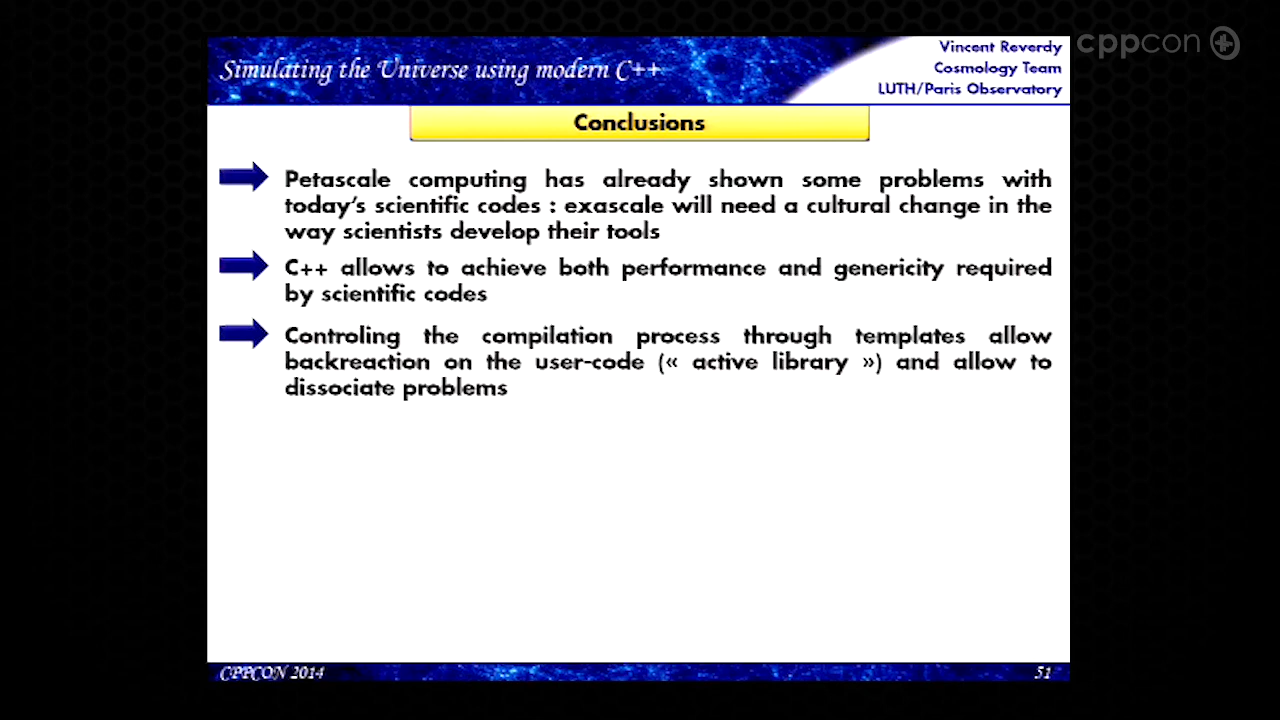 cppcon
Simulating the Universe using modern C++
Vincent Reverdy
Cosmology Team
LUTH/Paris Observatory
Conclusions
Petascale computing has already shown some problems with
today's scientific codes : exascale will need a cultural change in the
way scientists develop their tools
C++ allows to achieve both performance and genericity required
by scientific codes
Controling the compilation process through templates allow
backreaction on the user-code (« active library ») and allow to
dissociate problems
CPPCON 2014
51